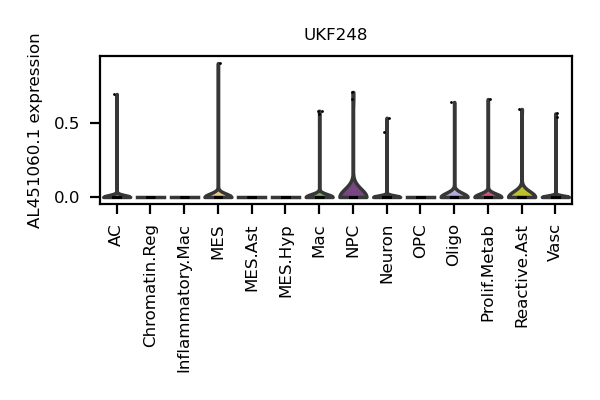 UKF248
AL451060.1 expression
0.5
0.0
AC
Chromatin.Reg
Inflammatory.Mac
MES
MES.Ast
MES.Hyp
Mac
NPC
Neuron
OPC
Oligo
Prolif.Metab
Reactive.Ast
Vasc